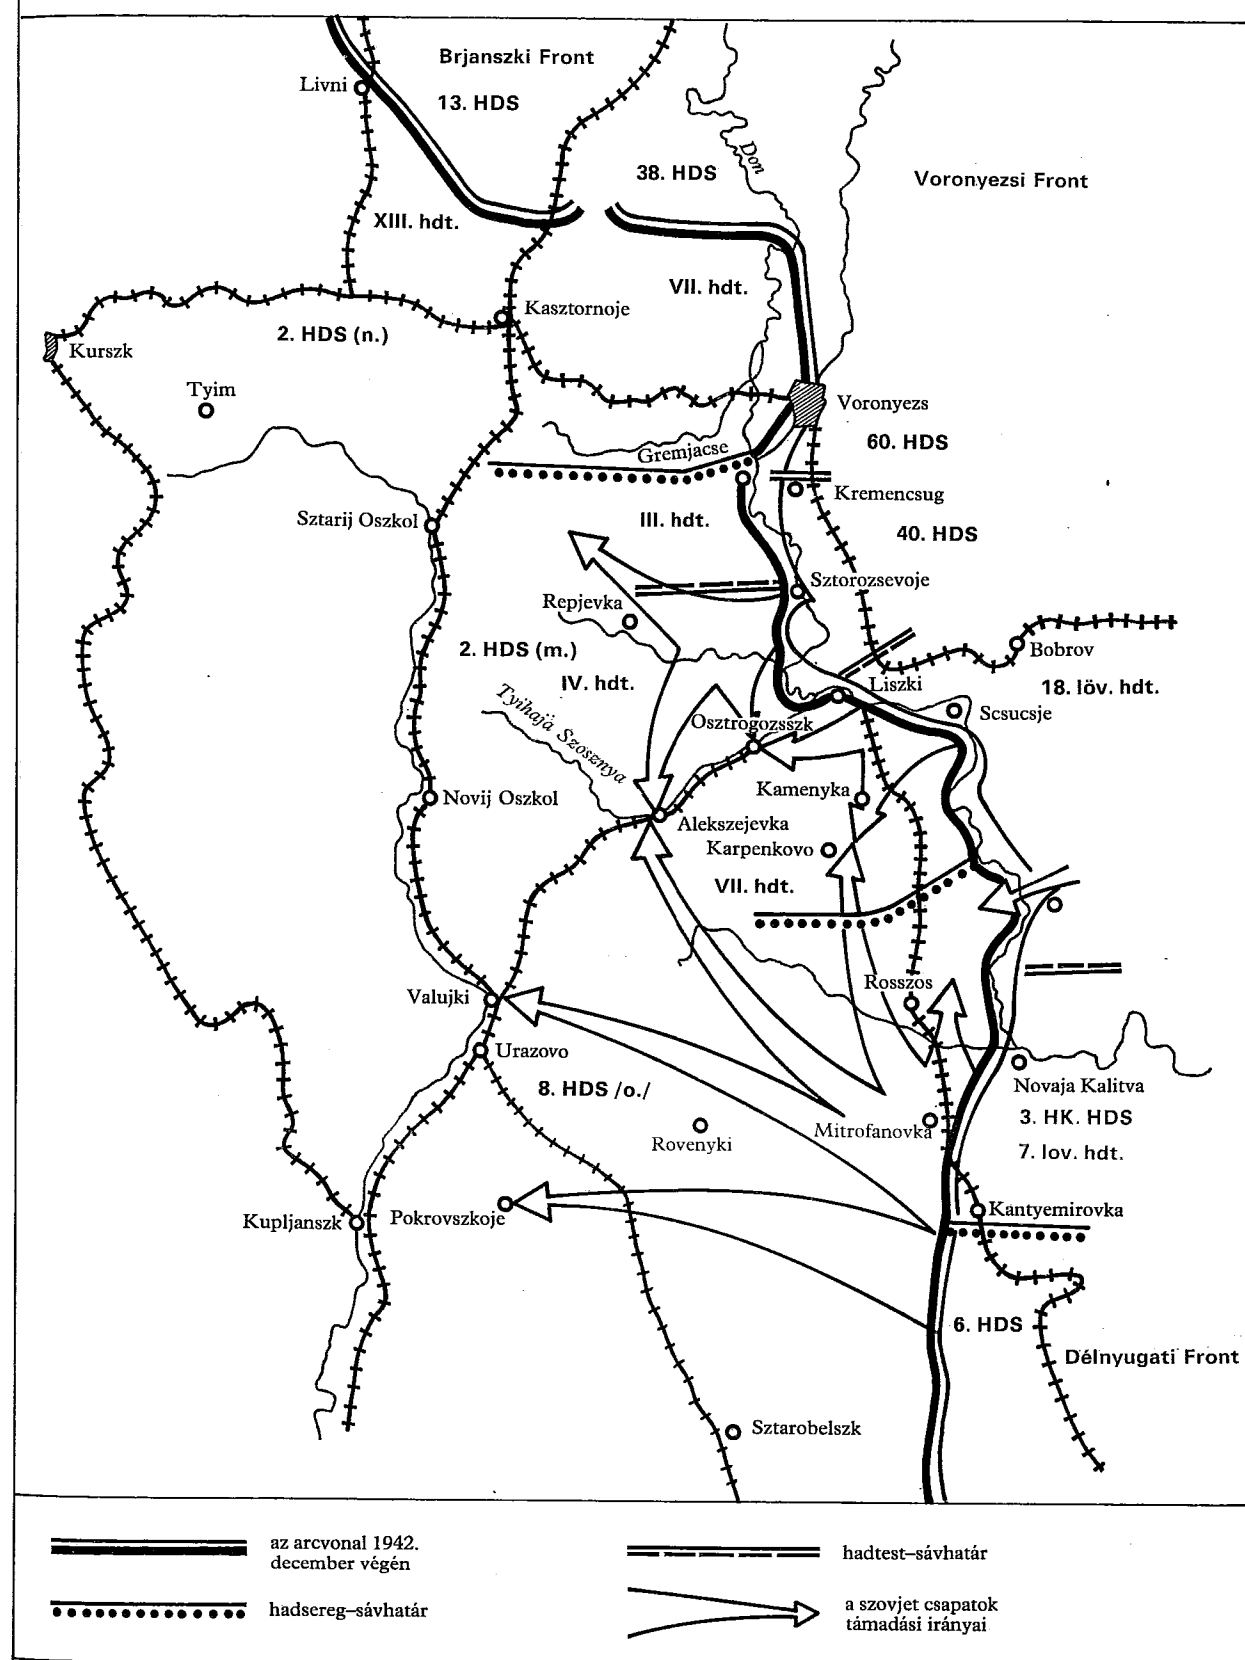 Brjanszki Front
Livni
13. HDS
Don
38. HDS
Voronyezsi Front
XIII. hdt.
VII. hdt.
Kasztornoje
2. HDS (n.)
Kurszk
Tyim
Voronyezs
60. HDS
Gremjacse
Kremencsug
Sztarij Oszkol
III. hdt.
40. HDS
Sztorozsevoje
Repjevka
2. HDS (m.)
Bobrov
IV. hdt.
Liszki
18. löv. hdt.
Tyihaja Szosznya
Osztrogozsszk
Scsucsje
Kamenyka
Novij Oszkol
Alekszejevka
Karpenkovo
VII. hdt.
Rosszos
Valujki
Urazovo
8. HDS /o./
Novaja Kalitva
3. HK. HDS
Mitrofanovka
Rovenyki
7. lov. hdt.
Kantyemirovka
Kupljanszk
Pokrovszkoje
6. HDS
Délnyugati Front
Sztarobelszk
az arcvonal 1942.
december végén
hadtest–sávhatár
hadsereg–sávhatár
a szovjet csapatok
támadási irányai